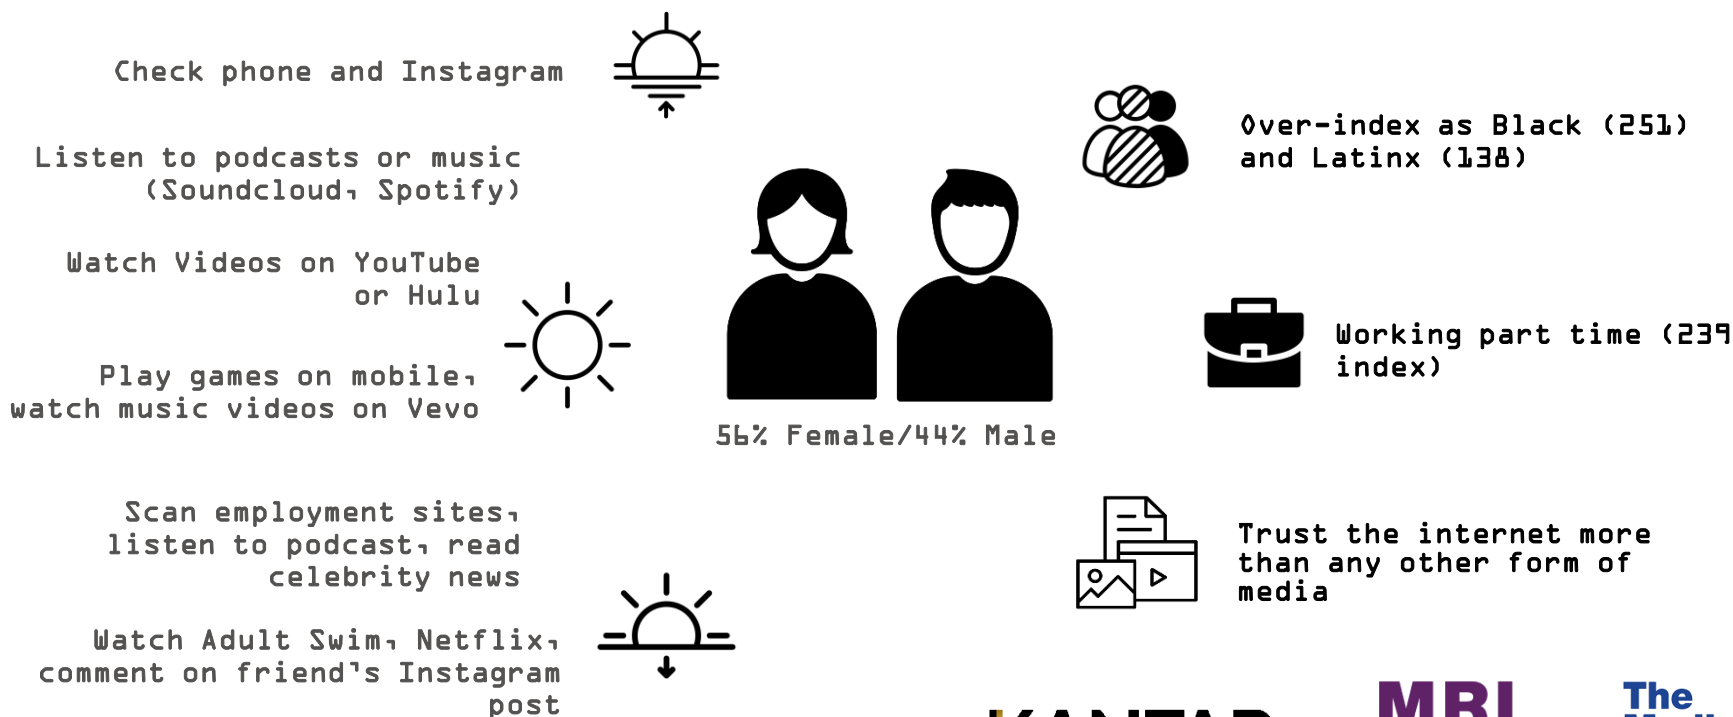 Check phone and Instagram
Listen to podcasts or music
(Soundcloud, Spotify)
Watch Videos on YouTube
or Hulu
Play games on mobile,
watch music videos on Vevo
Scan employment sites,
listen to podcast, read
celebrity news
Watch Adult Swim, Netflix,
comment on friend's Instagram
post
56% Female/44% Male
Over-index as Black (251)
and Latinx (138)
Working part time (239
index)
Trust the internet more
than any other form of
media
KANTAR
MRI
The